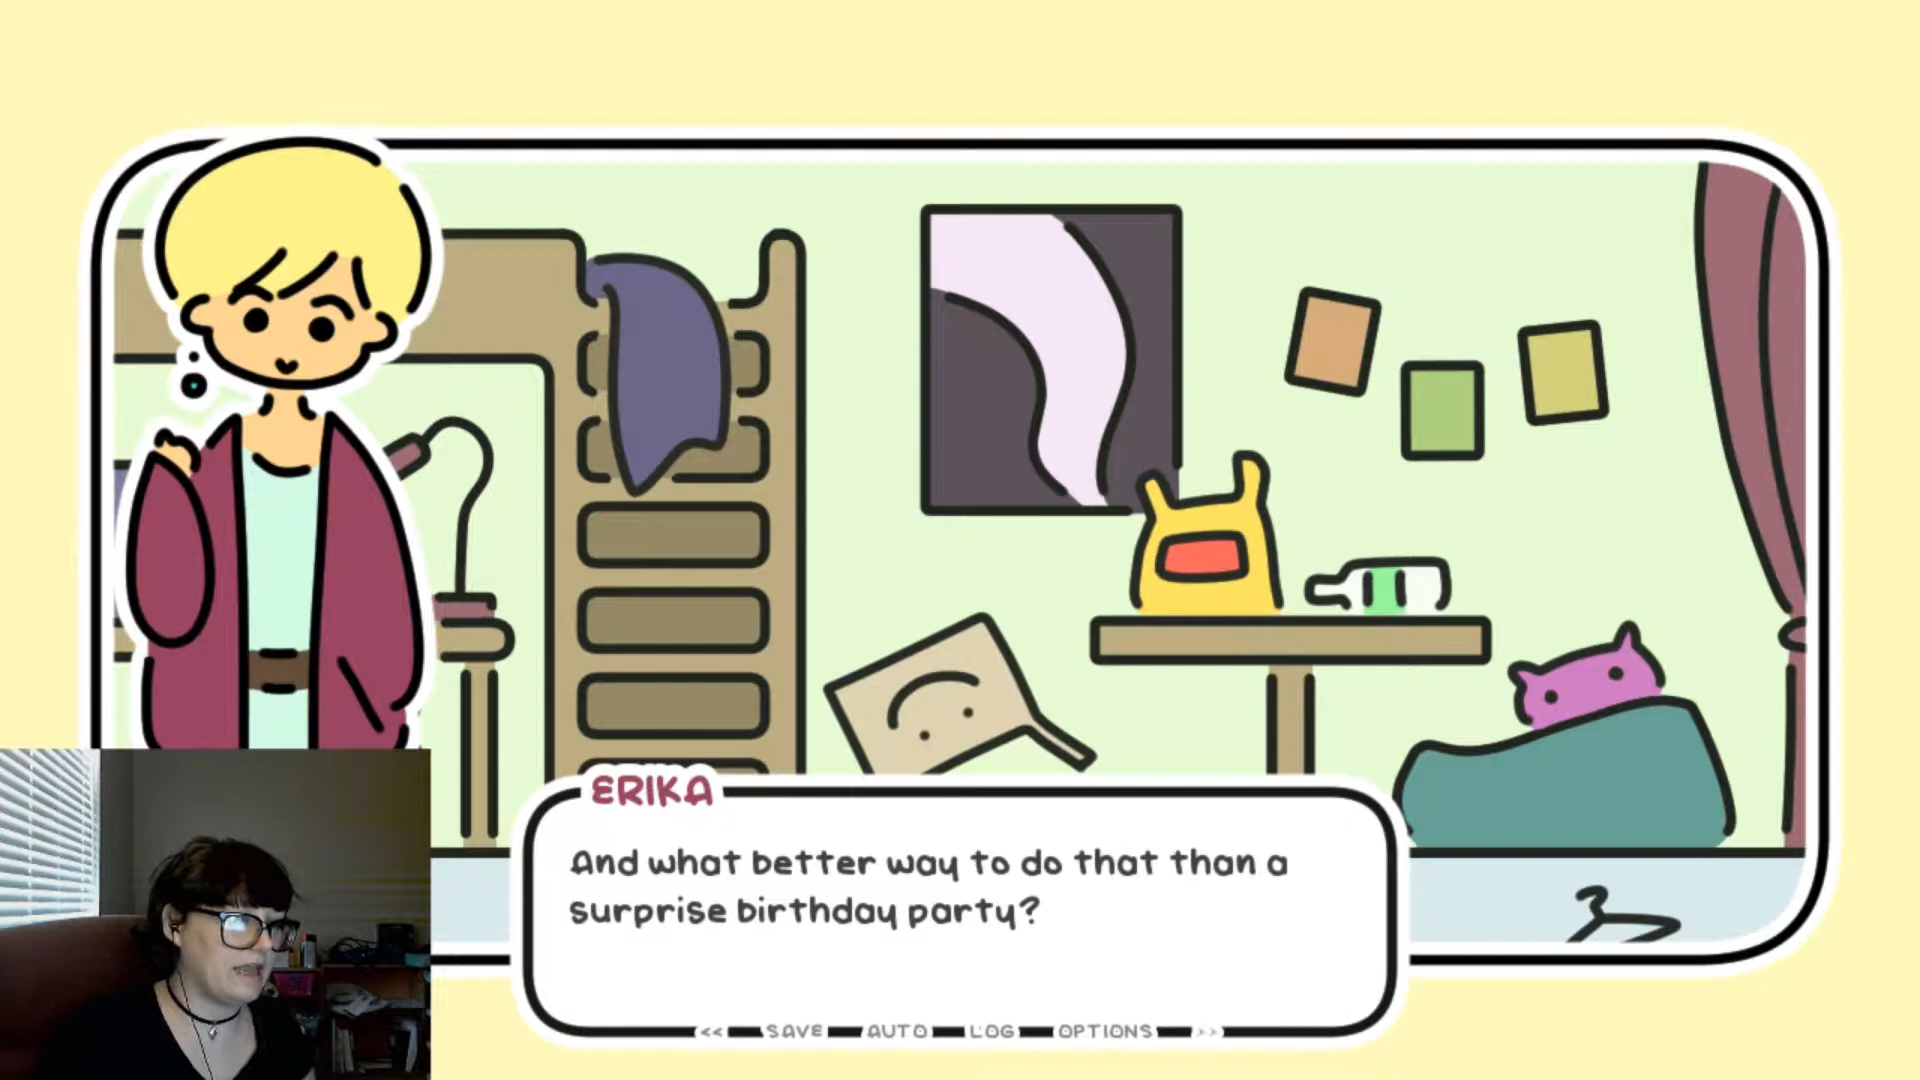 ERIKA
And what better way to do that than a
surprise birthday party?
<< SAVE AUTO LOG OPTIONS >>